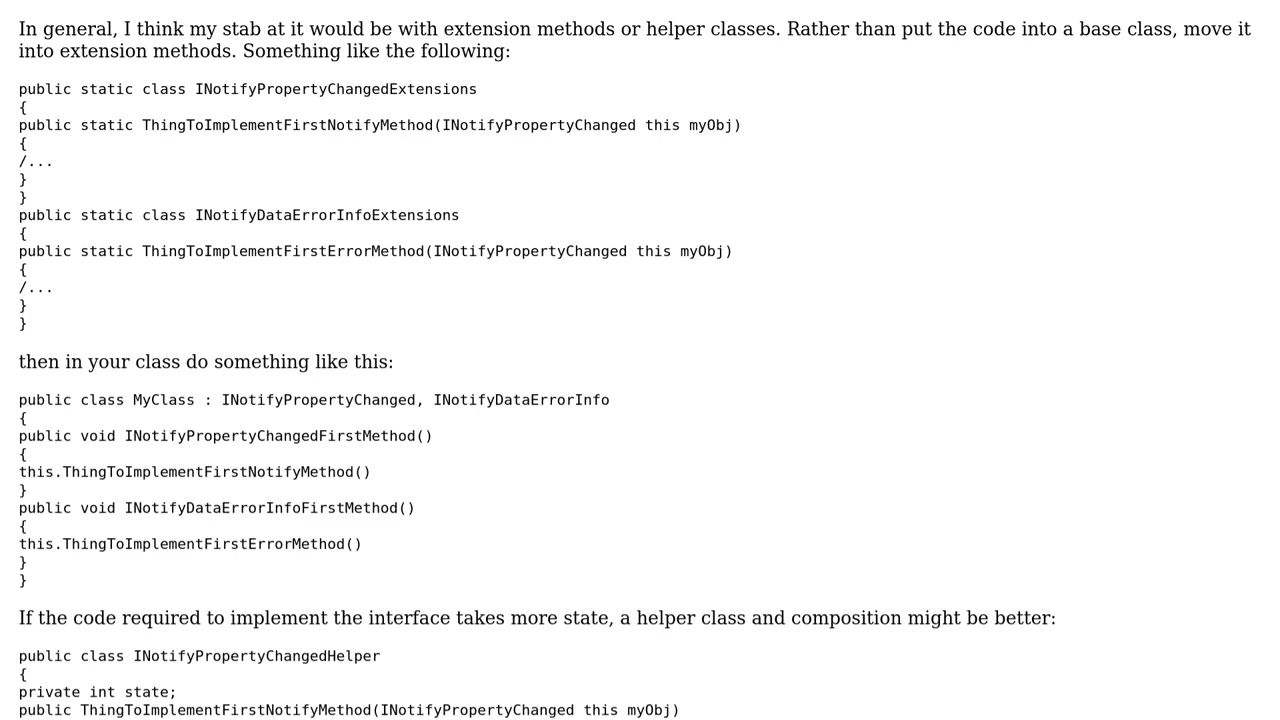 In general, I think my stab at it would be with extension methods or helper classes. Rather than put the code into a base class, move it
into extension methods. Something like the following:
public static class INotifyPropertyChangedExtensions
{
public static ThingToImplementFirstNotifyMethod(INotifyPropertyChanged this myObj)
{
/...
}
}
public static class INotifyDataErrorInfoExtensions
{
public static ThingToImplementFirstErrorMethod(INotifyPropertyChanged this myObj)
{
/...
}
}
then in your class do something like this:
public class MyClass : INotifyPropertyChanged, INotifyDataErrorInfo
{
public void INotifyPropertyChangedFirstMethod()
{
this.ThingToImplementFirstNotifyMethod()
}
public void INotifyDataErrorInfoFirstMethod()
{
this.ThingToImplementFirstErrorMethod()
}
}
If the code required to implement the interface takes more state, a helper class and composition might be better:
public class INotifyPropertyChangedHelper
{
private int state;
public ThingToImplementFirstNotifyMethod(INotifyPropertyChanged this myObj)